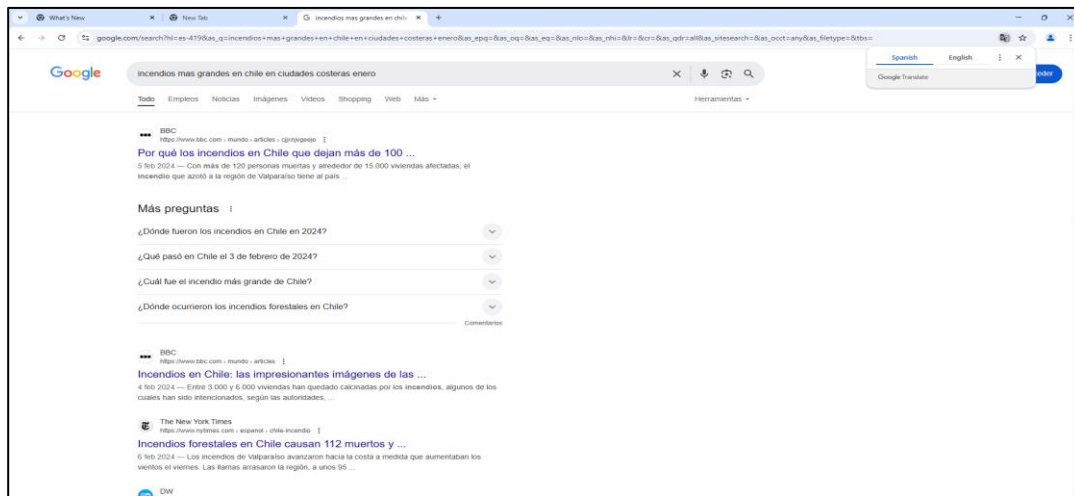 What's New
New Tab
incendios mas grandes en chile
google.com/search?hl=es-419&as_q=incendios+mas+grandes+en+chile+en+ciudades+costeras+enero&as_epq=&as_oq=&as_eq=&as_nlo=&as_nhi=&lr=&cr=&as_qdr=all&as_sitesearch=&as_occt=any&as_filetype=&tbs=
Spanish English
Google Translate
Google
incendios mas grandes en chile en ciudades costeras enero
Todo Empleos Noticias Imágenes Videos Shopping Web Más
Herramientas
BBC
https://www.bbc.com › mundo › articles
Por qué los incendios en Chile que dejan más de 100 ...
5 feb 2024 — Con más de 120 personas muertas y alrededor de 15.000 viviendas afectadas, el
incendio que azotó a la región de Valparaíso tiene al país ...
Más preguntas
¿Dónde fueron los incendios en Chile en 2024?
¿Qué pasó en Chile el 3 de febrero de 2024?
¿Cuál fue el incendio más grande de Chile?
¿Dónde ocurrieron los incendios forestales en Chile?
Comentarios
BBC
https://www.bbc.com › mundo › articles
Incendios en Chile: las impresionantes imágenes de las ...
4 feb 2024 — Entre 3.000 y 6.000 viviendas han quedado calcinadas por los incendios, algunos de los
cuales han sido intencionados, según las autoridades, ...
The New York Times
https://www.nytimes.com › espanol › chile-incendio
Incendios forestales en Chile causan 112 muertos y ...
6 feb 2024 — Los incendios de Valparaíso avanzaron hacia la costa a medida que aumentaban los
vientos el viernes. Las llamas arrasaron la región, a unos 95 ...
DW